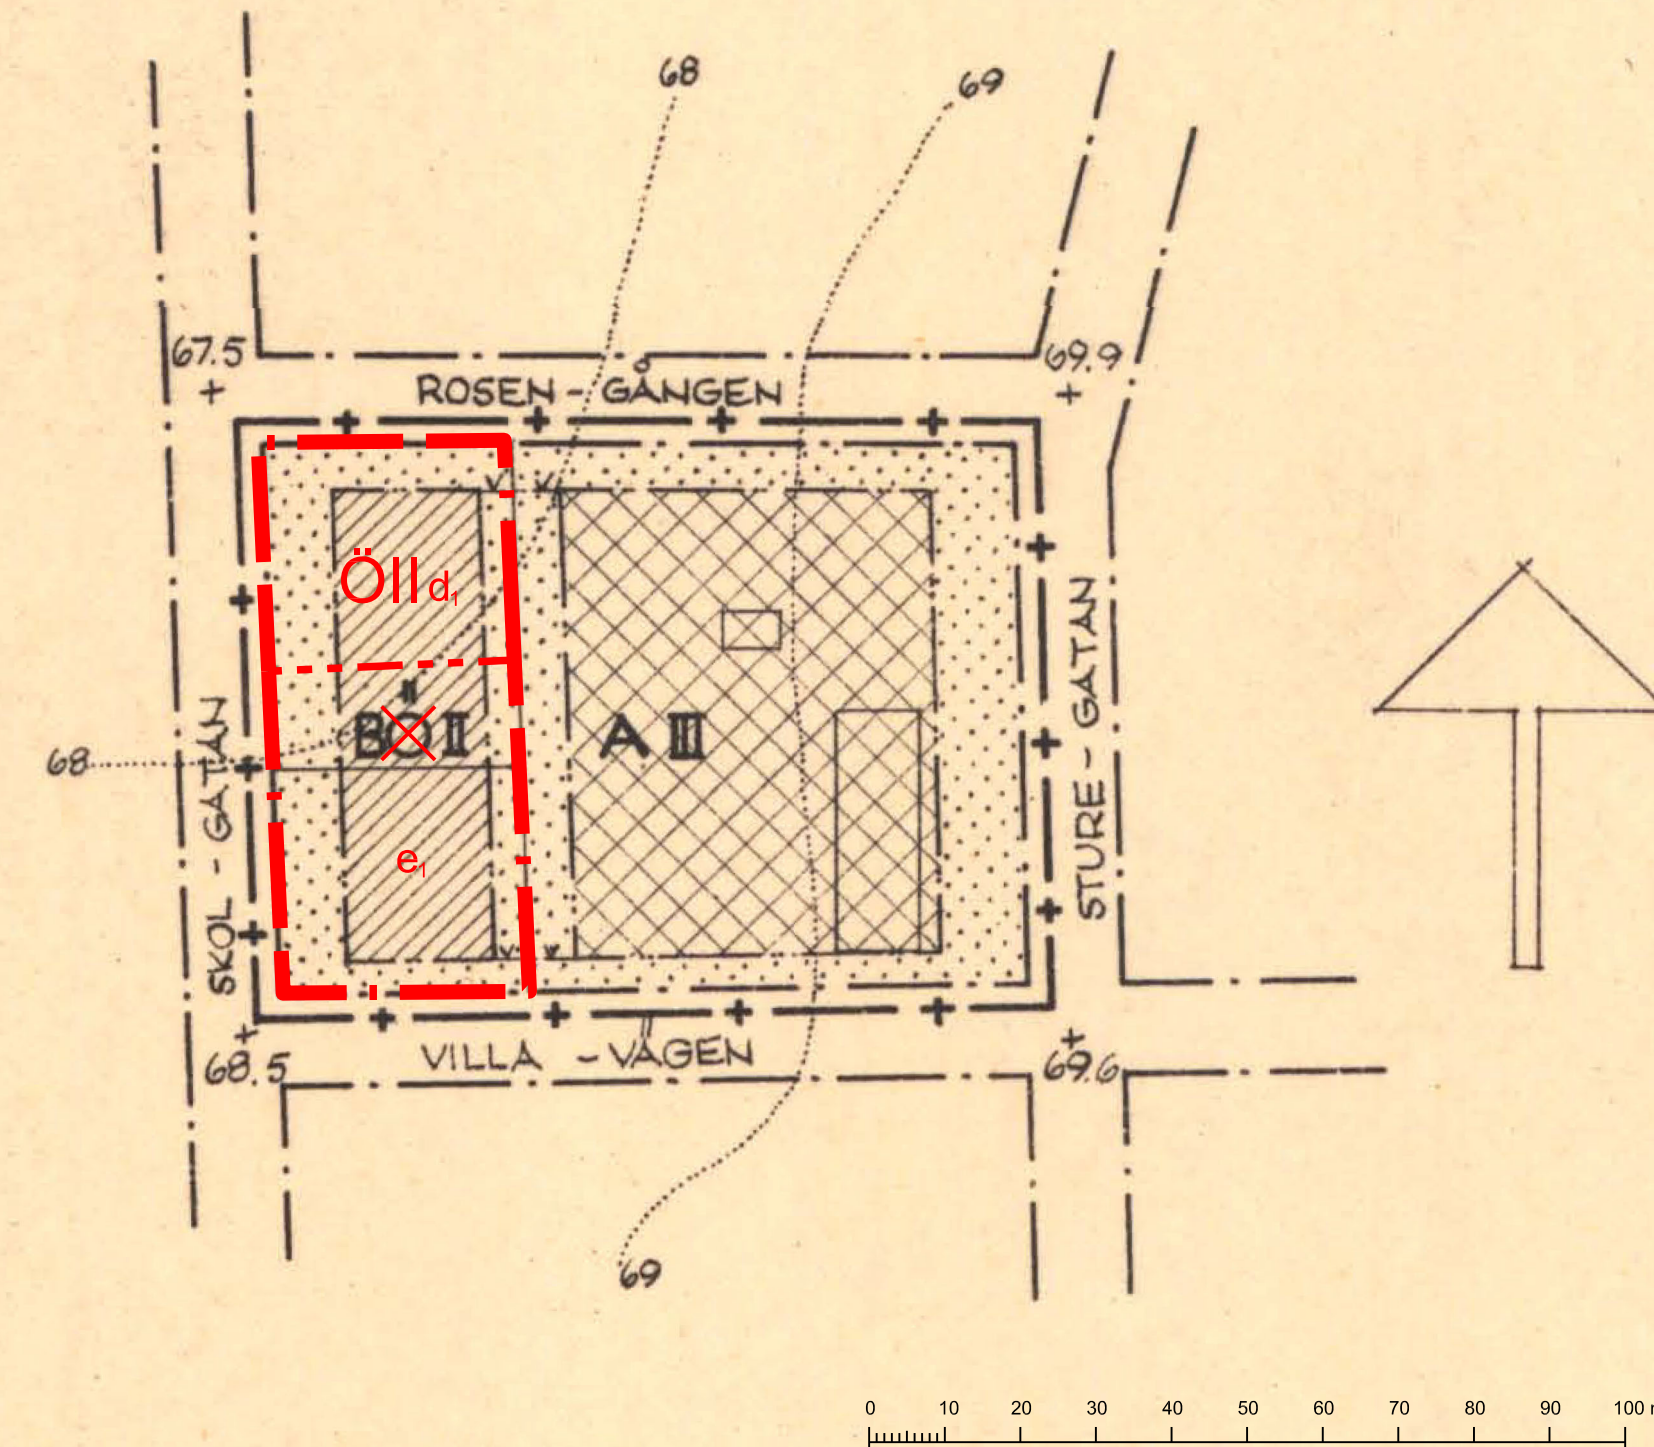 68
69
67.5
69.9
ROSEN-GÅNGEN
ÖII d₁
BÖII
A III
68
SKOL-GATAN
STURE-GATAN
e₁
VILLA-VÄGEN
68.5
69.6
69
0 10 20 30 40 50 60 70 80 90 100 m